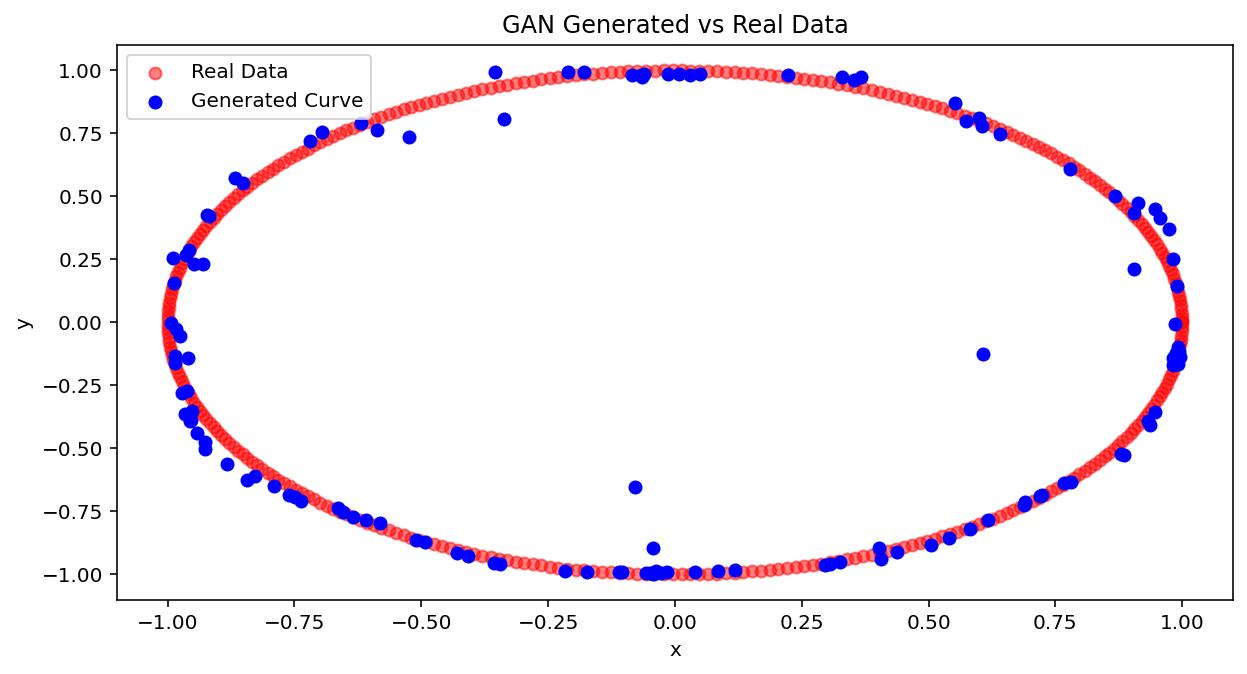 GAN Generated vs Real Data
Real Data
Generated Curve
1.00
0.75
0.50
0.25
0.00
−0.25
−0.50
−0.75
−1.00
y
−1.00 −0.75 −0.50 −0.25 0.00 0.25 0.50 0.75 1.00
x